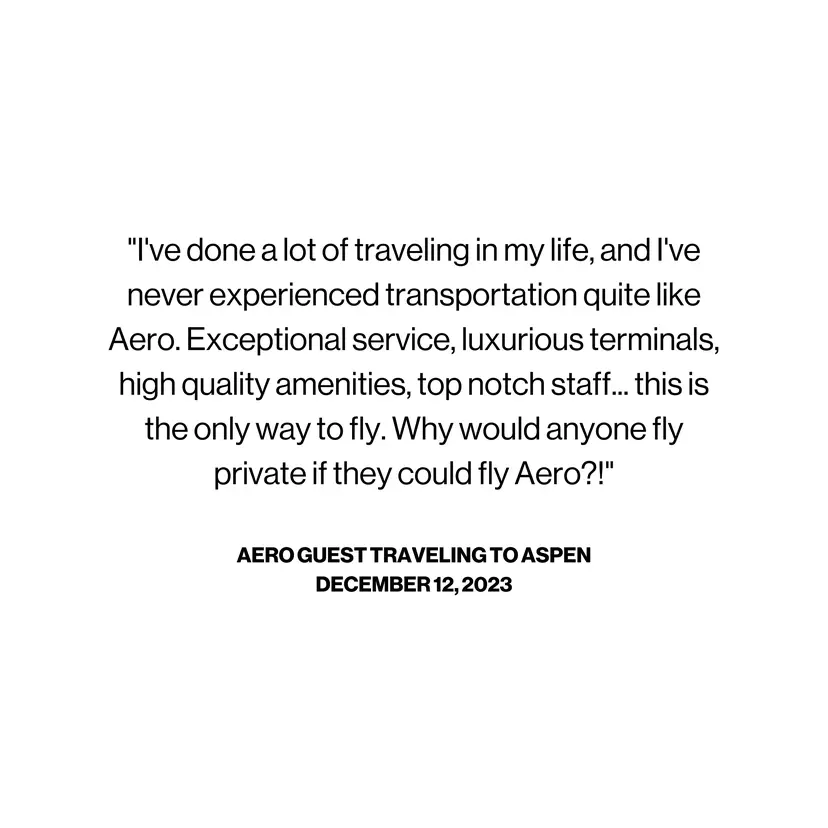 "I've done a lot of traveling in my life, and I've
never experienced transportation quite like
Aero. Exceptional service, luxurious terminals,
high quality amenities, top notch staff... this is
the only way to fly. Why would anyone fly
private if they could fly Aero?!"
AERO GUEST TRAVELING TO ASPEN
DECEMBER 12, 2023